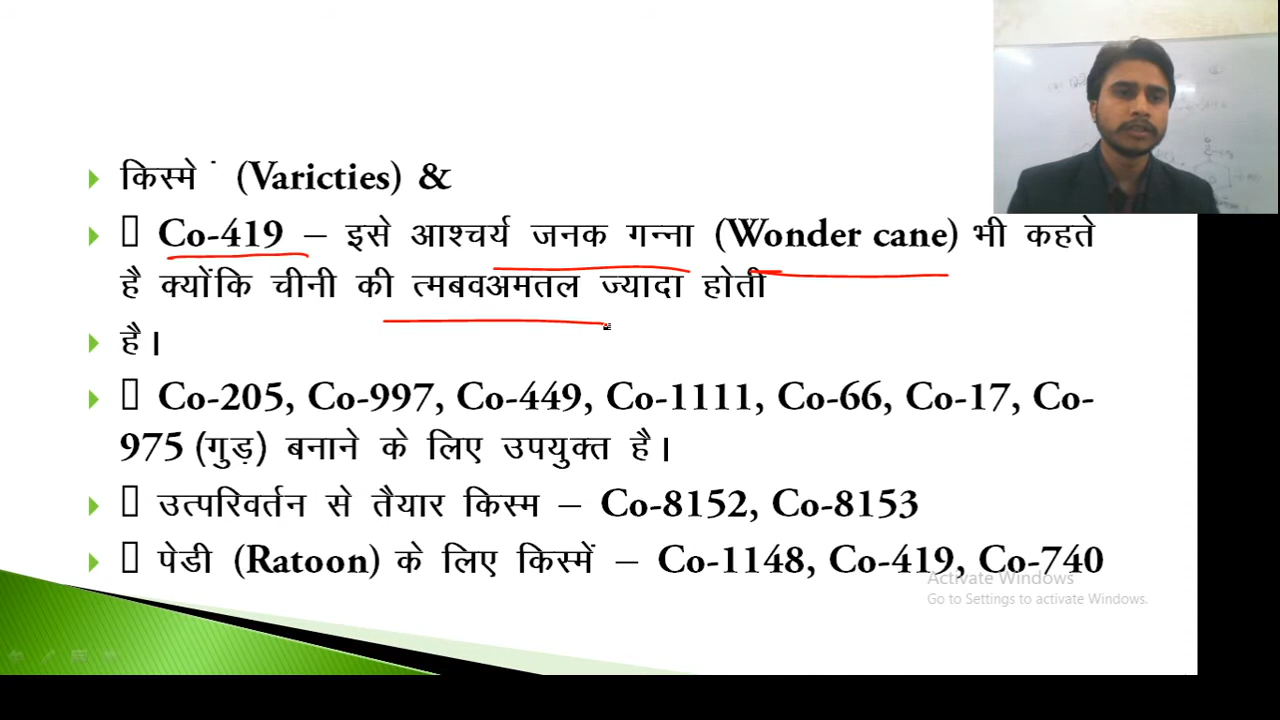 किस्मे ˙ (Varicties) &
Co-419 – इसे आश्चर्य जनक गन्ना (Wonder cane) भी कहते
है क्योंकि चीनी की त्मबवअमतल ज्यादा होती
है।
Co-205, Co-997, Co-449, Co-1111, Co-66, Co-17, Co-
975 (गुड़) बनाने के लिए उपयुक्त है।
उत्परिवर्तन से तैयार किस्म – Co-8152, Co-8153
पेडी (Ratoon) के लिए किस्में – Co-1148, Co-419, Co-740
Activate Windows
Go to Settings to activate Windows.